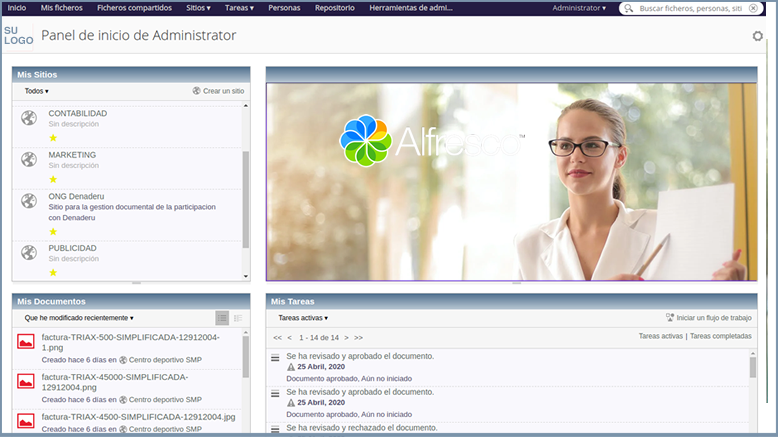 Inicio Mis ficheros Ficheros compartidos Sitios ▾ Tareas ▾ Personas Repositorio Herramientas de admi... Administrator ▾ Buscar ficheros, personas, siti
SU
LOGO
Panel de inicio de Administrator
Mis Sitios
Todos ▾ Crear un sitio
CONTABILIDAD
Sin descripción
MARKETING
Sin descripción
ONG Denaderu
Sitio para la gestion documental de la participacion
con Denaderu
PUBLICIDAD
Sin descripción
Alfresco™
Mis Documentos
Que he modificado recientemente ▾
factura-TRIAX-500-SIMPLIFICADA-12912004-
1.png
Creado hace 6 días en Centro deportivo SMP
factura-TRIAX-45000-SIMPLIFICADA-
12912004.png
Creado hace 6 días en Centro deportivo SMP
factura-TRIAX-4500-SIMPLIFICADA-12912004.jpg
Creado hace 6 días en Centro deportivo SMP
Mis Tareas
Tareas activas ▾ Iniciar un flujo de trabajo
<< < 1 - 14 de 14 > >> Tareas activas | Tareas completadas
Se ha revisado y aprobado el documento.
25 Abril, 2020
Documento aprobado, Aún no iniciado
Se ha revisado y aprobado el documento.
25 Abril, 2020
Documento aprobado, Aún no iniciado
Se ha revisado y rechazado el documento.